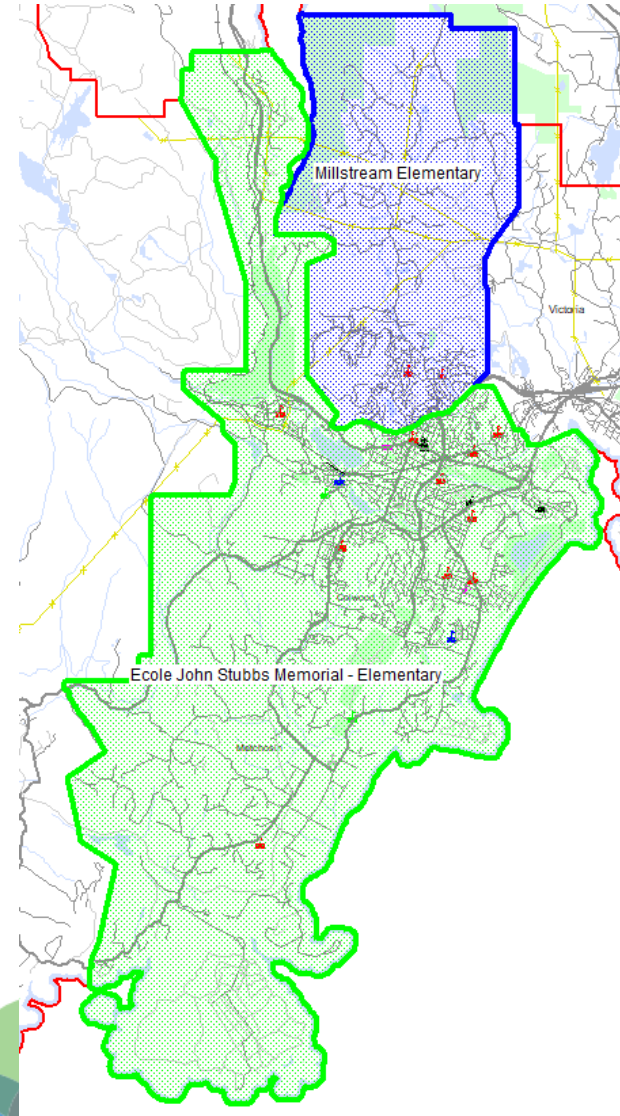 Millstream Elementary
Victoria
Colwood
Ecole John Stubbs Memorial - Elementary
Metchosin